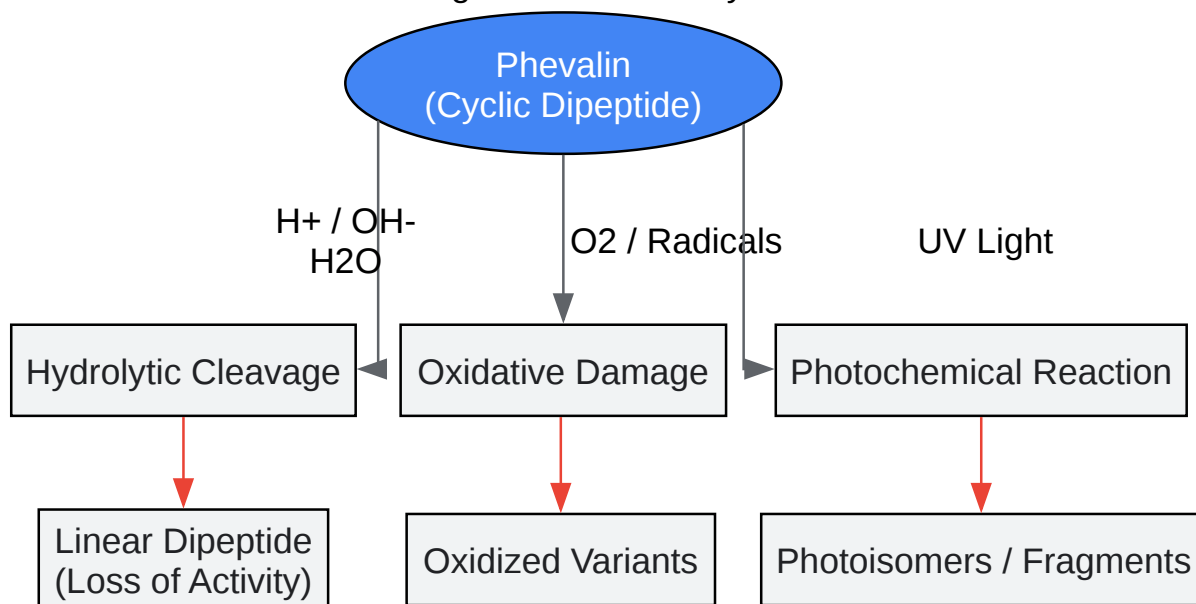 Phevalin
(Cyclic Dipeptide)
H+ / OH-
H2O
O2 / Radicals
UV Light
Hydrolytic Cleavage
Oxidative Damage
Photochemical Reaction
Linear Dipeptide
(Loss of Activity)
Oxidized Variants
Photoisomers / Fragments